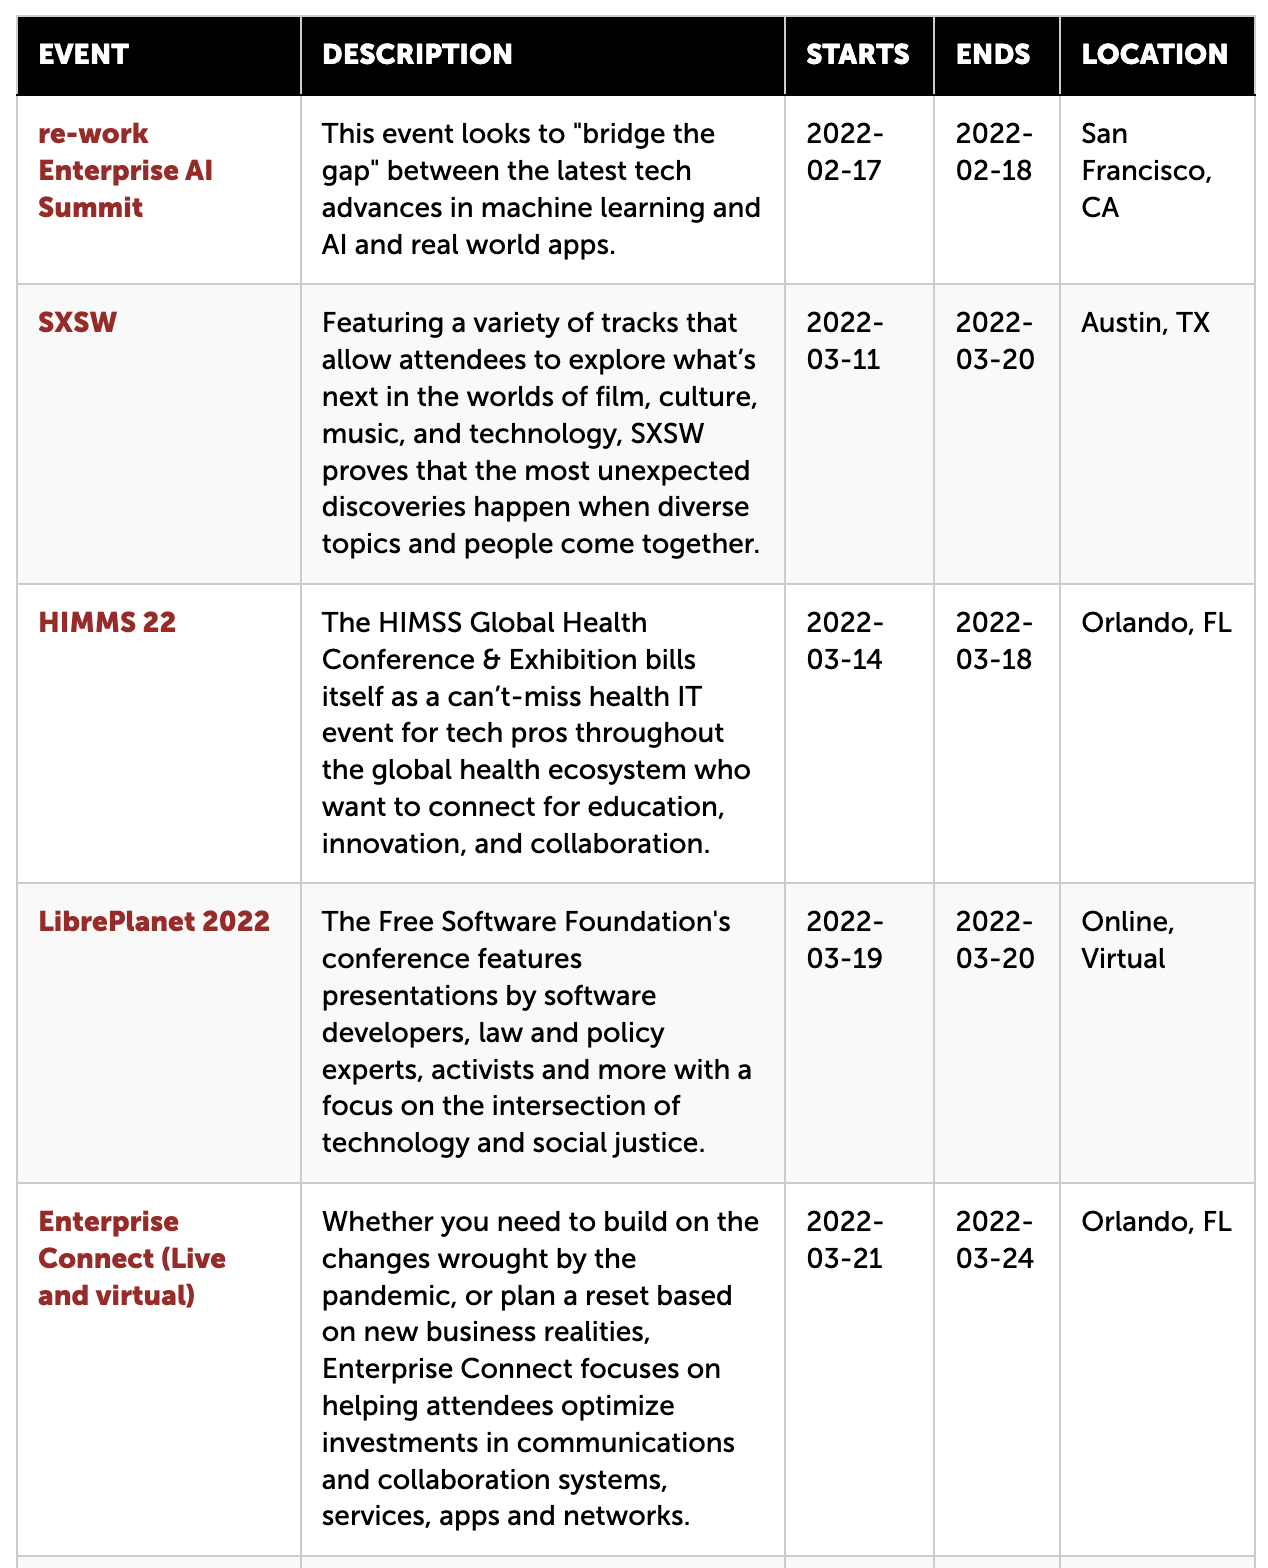 EVENT DESCRIPTION STARTS ENDS LOCATION
re-work
Enterprise AI
Summit
This event looks to "bridge the
gap" between the latest tech
advances in machine learning and
AI and real world apps.
2022-
02-17
2022-
02-18
San
Francisco,
CA
SXSW
Featuring a variety of tracks that
allow attendees to explore what’s
next in the worlds of film, culture,
music, and technology, SXSW
proves that the most unexpected
discoveries happen when diverse
topics and people come together.
2022-
03-11
2022-
03-20
Austin, TX
HIMMS 22
The HIMSS Global Health
Conference & Exhibition bills
itself as a can’t-miss health IT
event for tech pros throughout
the global health ecosystem who
want to connect for education,
innovation, and collaboration.
2022-
03-14
2022-
03-18
Orlando, FL
LibrePlanet 2022
The Free Software Foundation's
conference features
presentations by software
developers, law and policy
experts, activists and more with a
focus on the intersection of
technology and social justice.
2022-
03-19
2022-
03-20
Online,
Virtual
Enterprise
Connect (Live
and virtual)
Whether you need to build on the
changes wrought by the
pandemic, or plan a reset based
on new business realities,
Enterprise Connect focuses on
helping attendees optimize
investments in communications
and collaboration systems,
services, apps and networks.
2022-
03-21
2022-
03-24
Orlando, FL